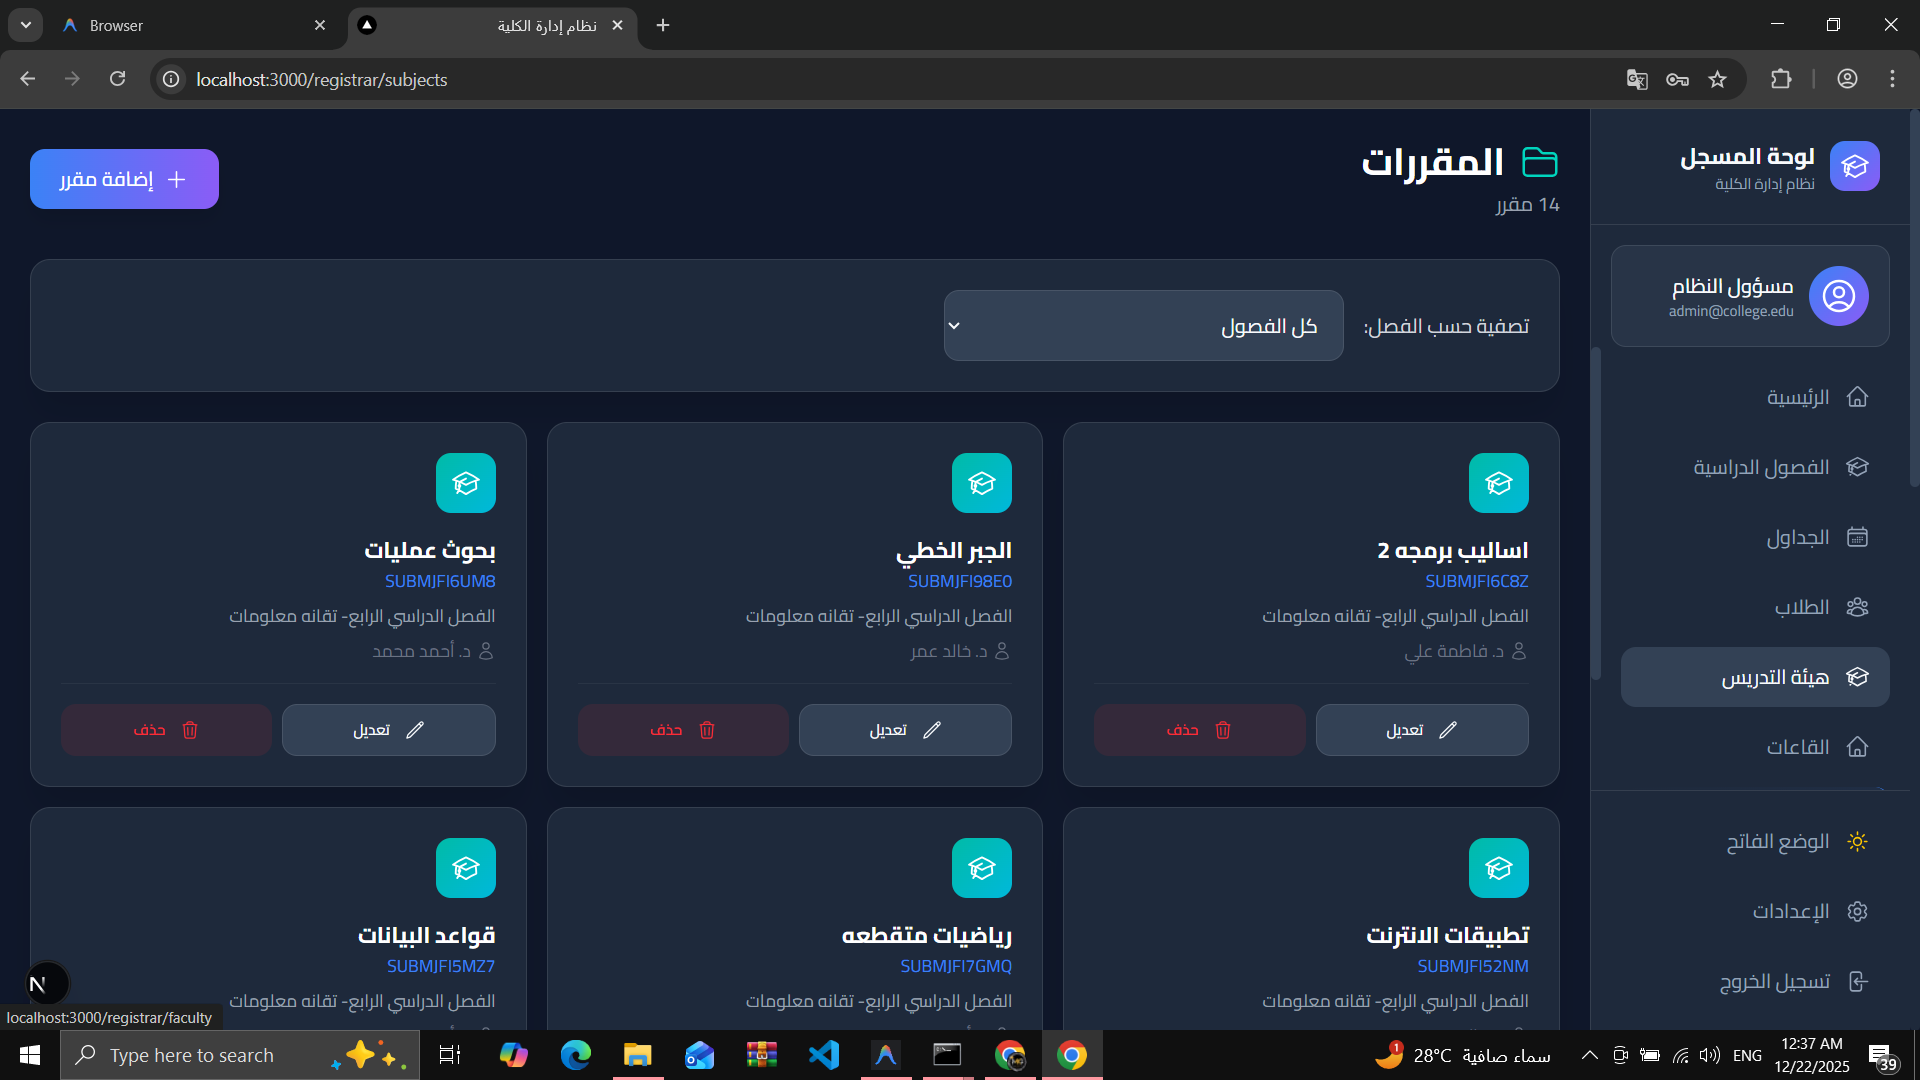 Browser
نظام إدارة الكلية
localhost:3000/registrar/subjects
لوحة المسجل
نظام إدارة الكلية
مسؤول النظام
admin@college.edu
الرئيسية
الفصول الدراسية
الجداول
الطلاب
هيئة التدريس
القاعات
الوضع الفاتح
الإعدادات
تسجيل الخروج
المقررات
14 مقرر
إضافة مقرر
تصفية حسب الفصل:
كل الفصول
اساليب برمجه 2
SUBMJFI6C8Z
الفصل الدراسي الرابع- تقانه معلومات
د. فاطمة علي
تعديل
حذف
الجبر الخطي
SUBMJFI98E0
الفصل الدراسي الرابع- تقانه معلومات
د. خالد عمر
تعديل
حذف
بحوث عمليات
SUBMJFI6UM8
الفصل الدراسي الرابع- تقانه معلومات
د. أحمد محمد
تعديل
حذف
تطبيقات الانترنت
SUBMJFI52NM
الفصل الدراسي الرابع- تقانه معلومات
رياضيات متقطعه
SUBMJFI7GMQ
الفصل الدراسي الرابع- تقانه معلومات
قواعد البيانات
SUBMJFI5MZ7
الفصل الدراسي الرابع- تقانه معلومات
N
localhost:3000/registrar/faculty
Type here to search
1
28°C سماء صافية
ENG
12:37 AM
12/22/2025
39